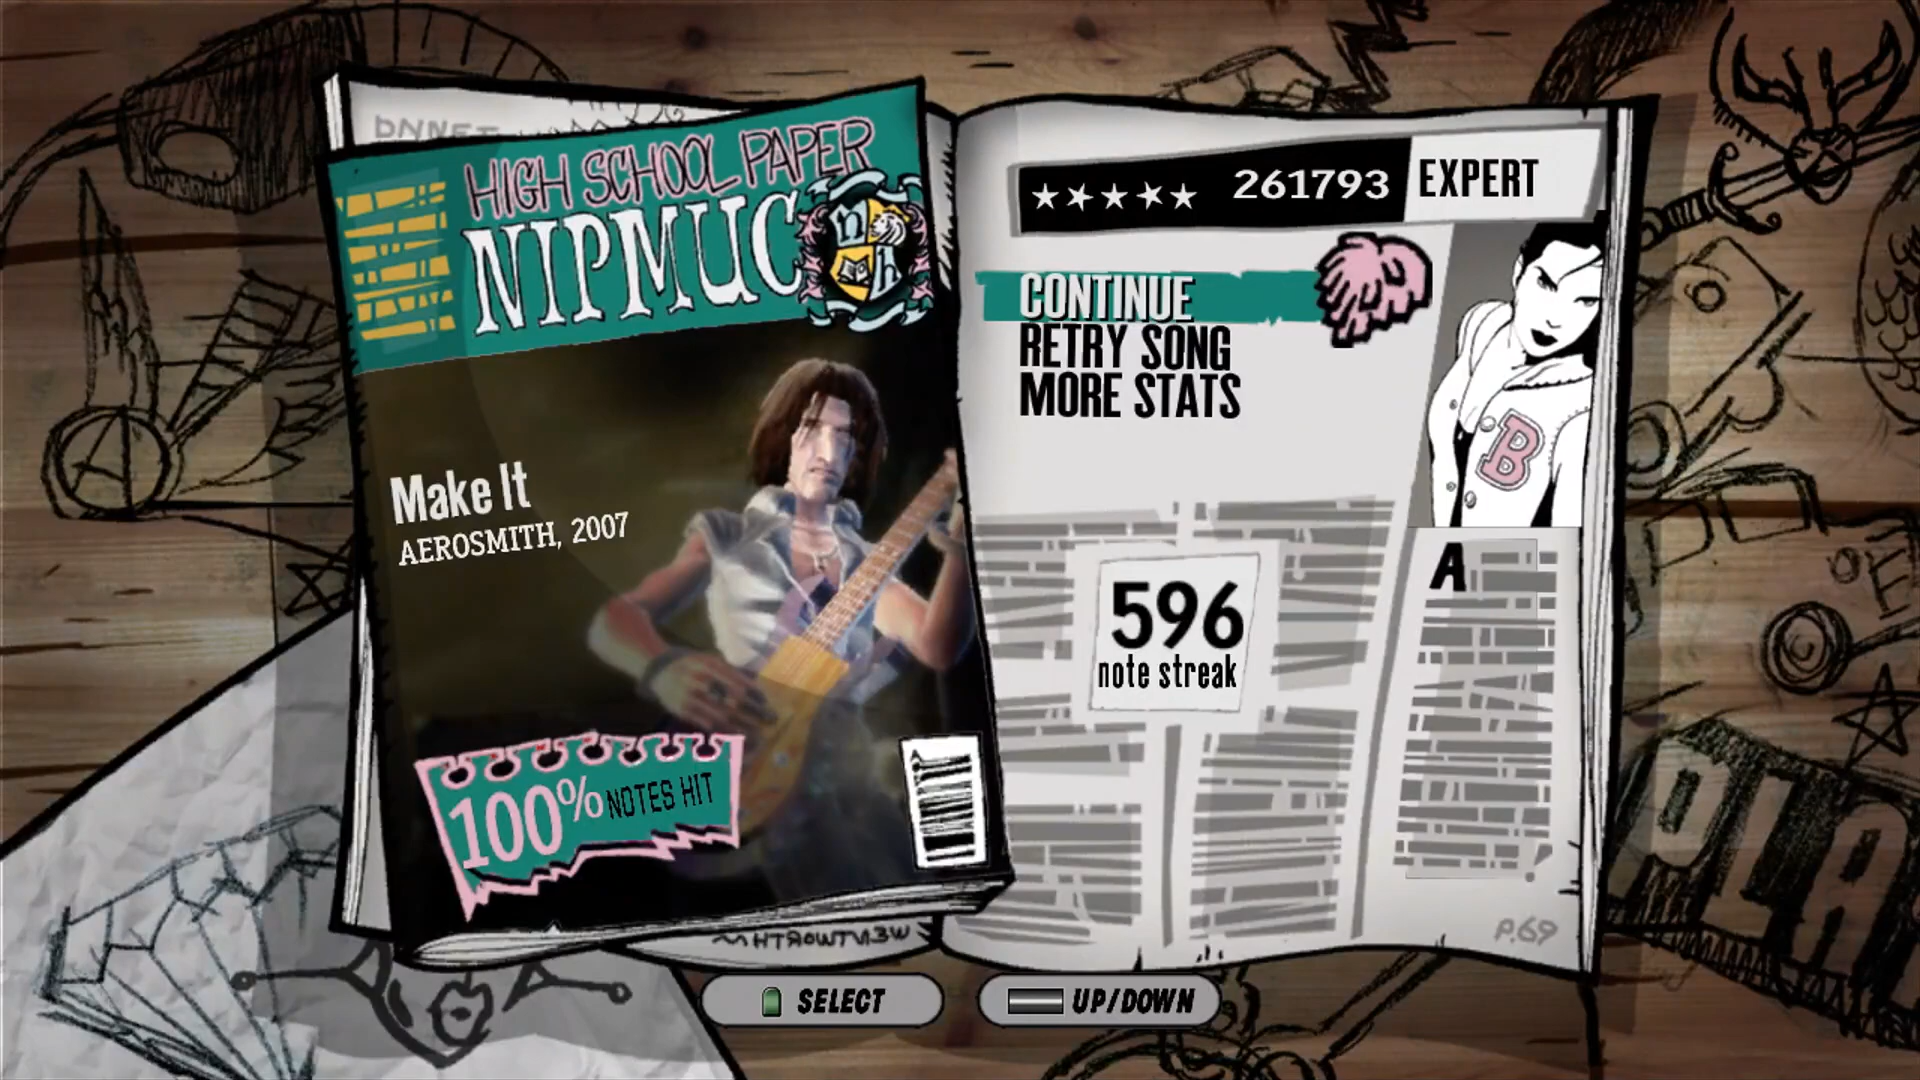 HIGH SCHOOL PAPER
NIPMUC
n
h
Make It
AEROSMITH, 2007
100% NOTES HIT
261793 EXPERT
CONTINUE
RETRY SONG
MORE STATS
B
596
note streak
A
P.69
SELECT
UP/DOWN